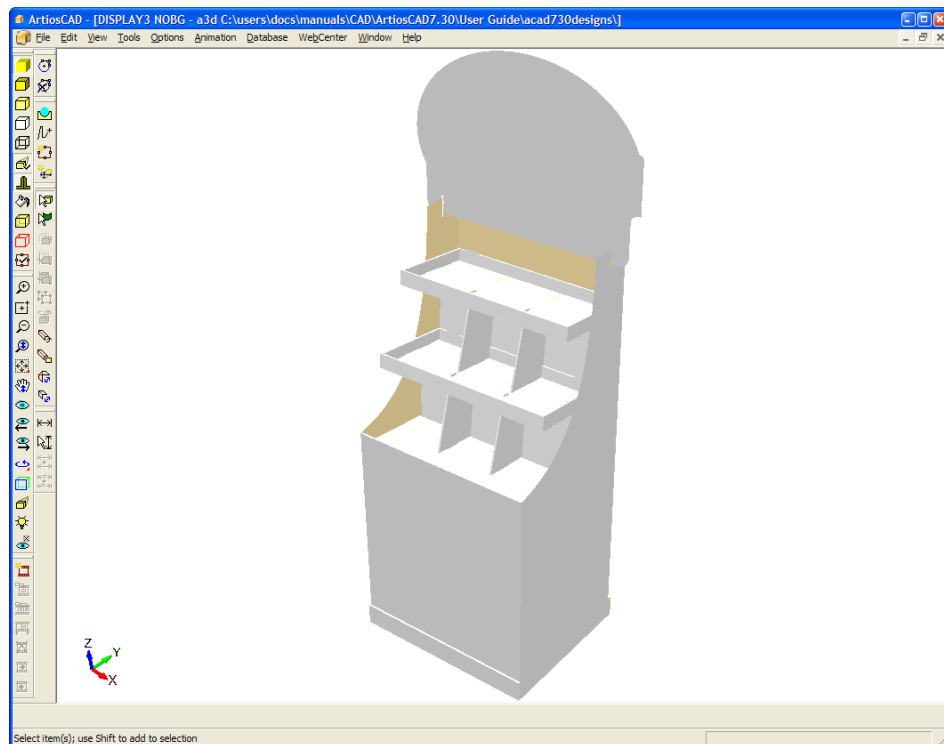 ArtiosCAD - [DISPLAY3 NOBG - a3d C:\users\docs\manuals\CAD\ArtiosCAD7.30\User Guide\acad730designs\]
File Edit View Tools Options Animation Database WebCenter Window Help
Z
Y
X
Select item(s); use Shift to add to selection